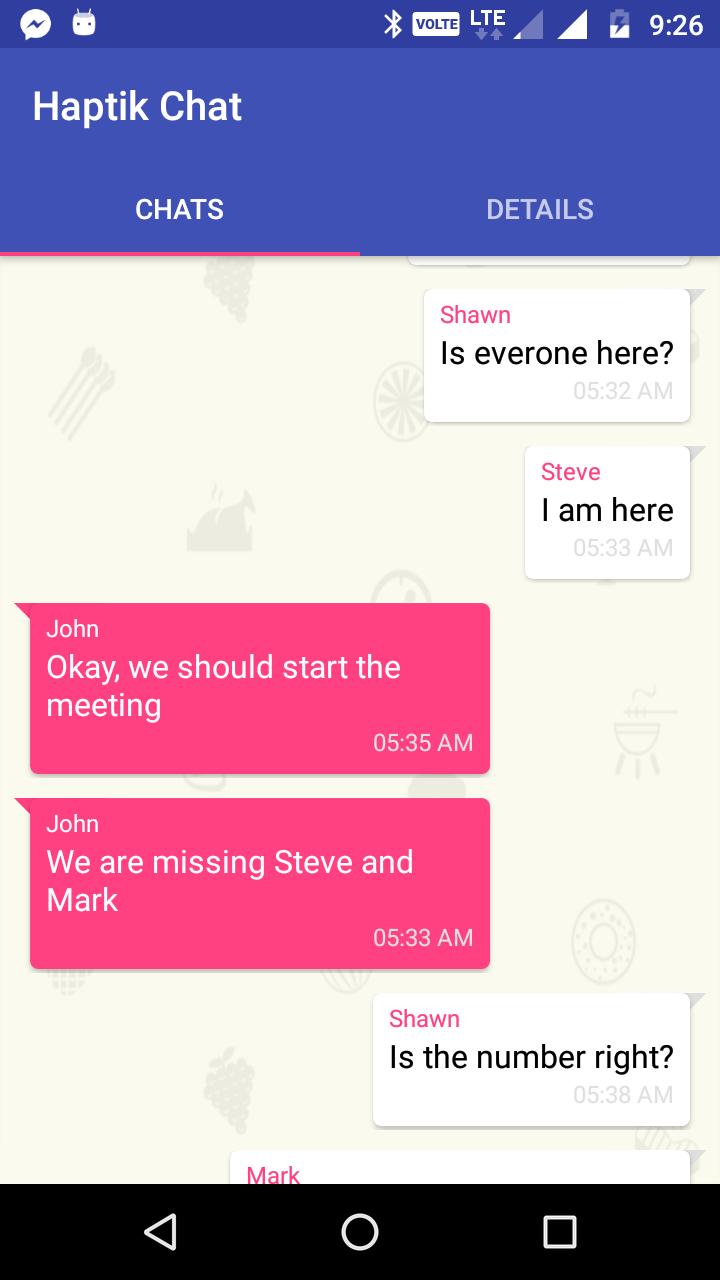 VOLTE LTE 9:26
Haptik Chat
CHATS DETAILS
Shawn
Is everone here?
05:32 AM
Steve
I am here
05:33 AM
John
Okay, we should start the
meeting
05:35 AM
John
We are missing Steve and
Mark
05:33 AM
Shawn
Is the number right?
05:38 AM
Mark